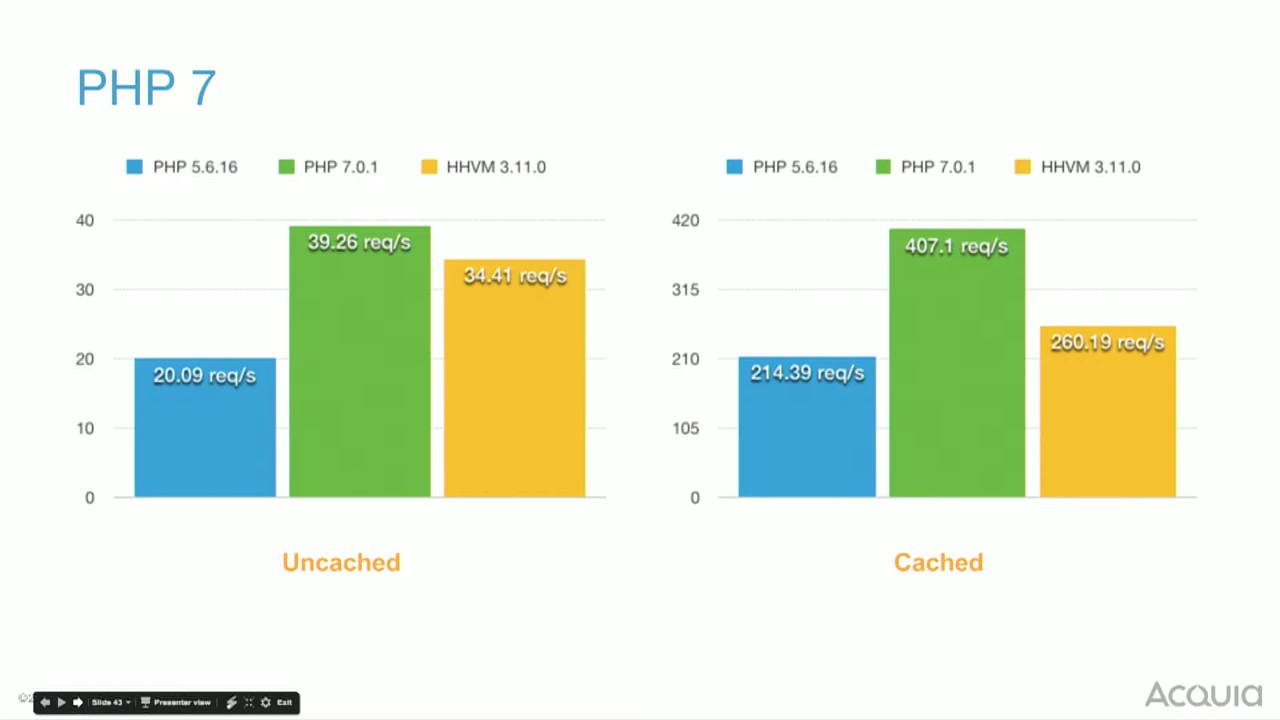 PHP 7
PHP 5.6.16 PHP 7.0.1 HHVM 3.11.0
40
30
20
10
0
39.26 req/s
34.41 req/s
20.09 req/s
Uncached
PHP 5.6.16 PHP 7.0.1 HHVM 3.11.0
420
315
210
105
0
407.1 req/s
260.19 req/s
214.39 req/s
Cached
Slide 43 Presenter view Exit
Acquia